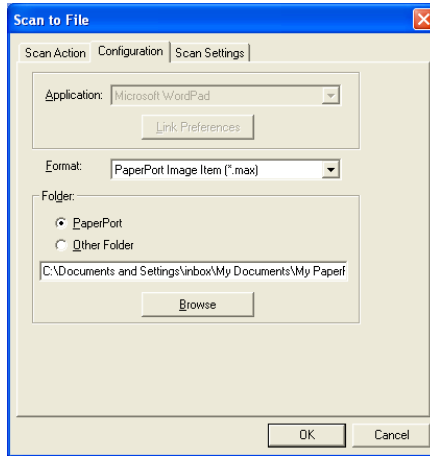 Scan to File
Scan Action Configuration Scan Settings
Application: Microsoft WordPad
Link Preferences
Format: PaperPort Image Item (*.max)
Folder:
PaperPort
Other Folder
C:\Documents and Settings\inbox\My Documents\My Paperf
Browse
OK Cancel